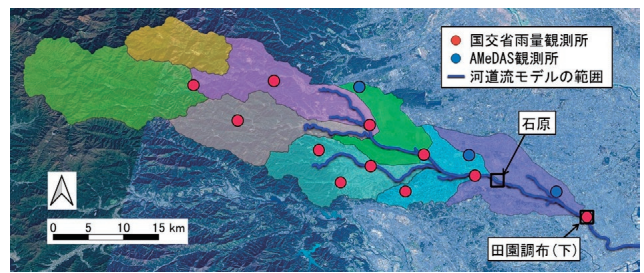 国交省雨量観測所
AMeDAS観測所
河道流モデルの範囲
石原
0 5 10 15 km
田園調布(下)